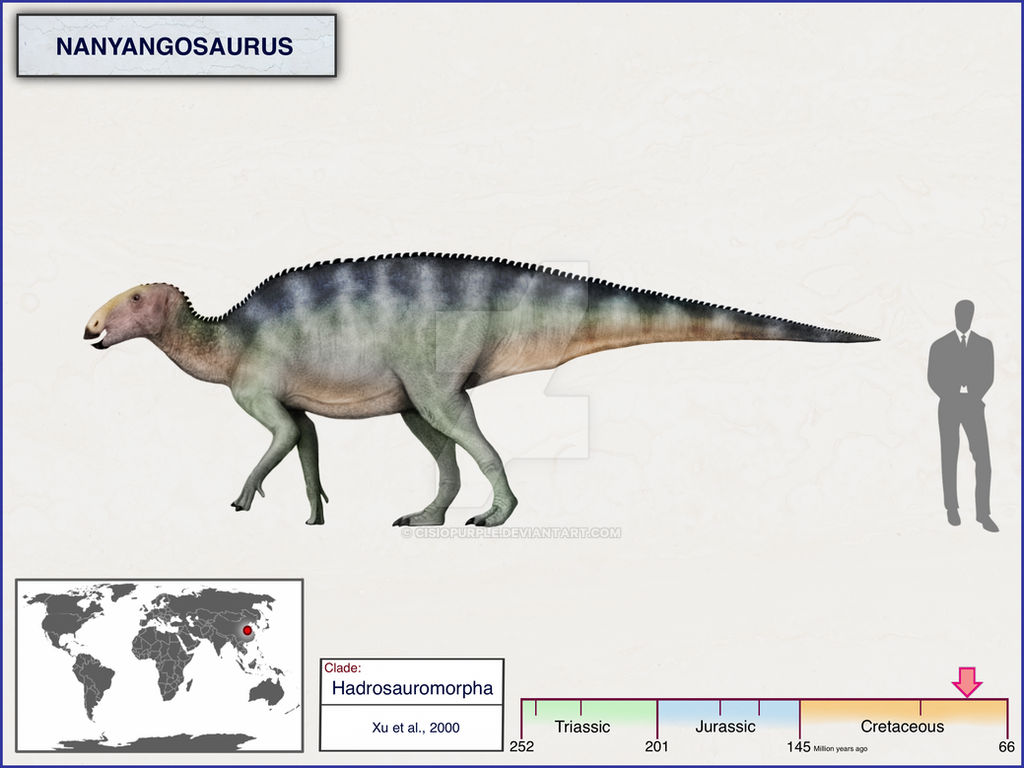 NANYANGOSAURUS
© CISIOPURPLE.DEVIANTART.COM
Clade:
Hadrosauromorpha
Xu et al., 2000
Triassic
Jurassic
Cretaceous
252
201
145 Million years ago
66